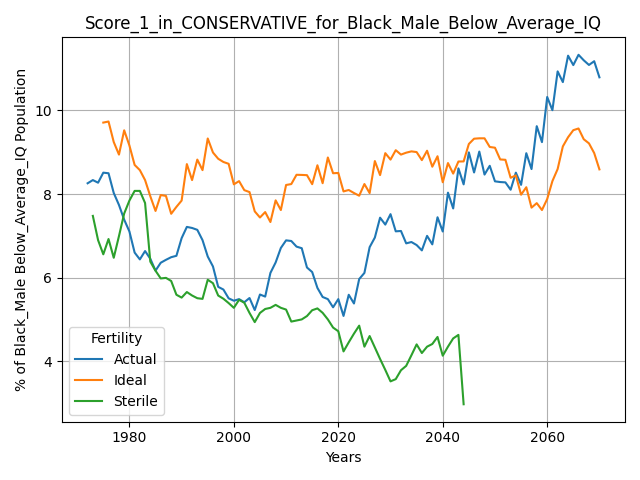 Score_1_in_CONSERVATIVE_for_Black_Male_Below_Average_IQ
% of Black_Male Below_Average_IQ Population
10
8
6
4
Fertility
Actual
Ideal
Sterile
1980 2000 2020 2040 2060
Years